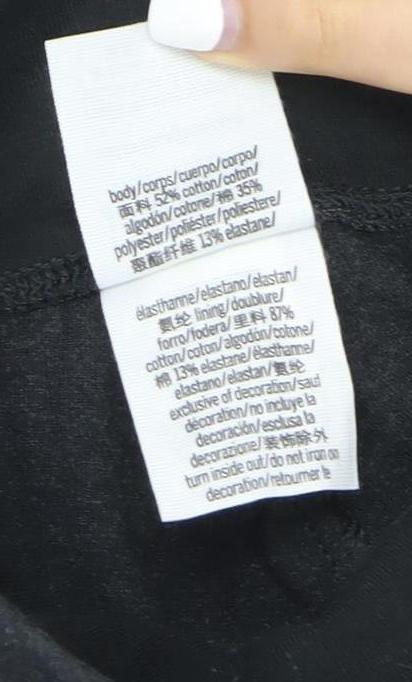 body/corps/cuerpo/corpo/
面料 52% cotton/coton/
algodón/cotone/棉 35%
polyester/poliéster/poliestere/
聚酯纤维 13% elastane/
élasthanne/elastano/elastan/
氨纶 lining/doublure/
forro/fodera/里料 87%
cotton/coton/algodón/cotone/
棉 13% elastane/élasthanne/
elastano/elastan/氨纶
exclusive of decoration/sauf
décoration/no incluye la
decoración/esclusa la
decorazione/装饰除外
turn inside out/do not iron on
decoration/retourner le